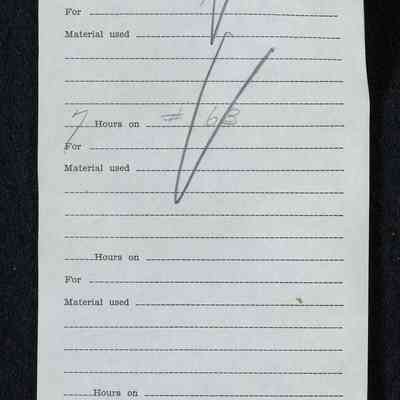 For
Material used
7 Hours on # 63
For
Material used
Hours on
For
Material used
Hours on